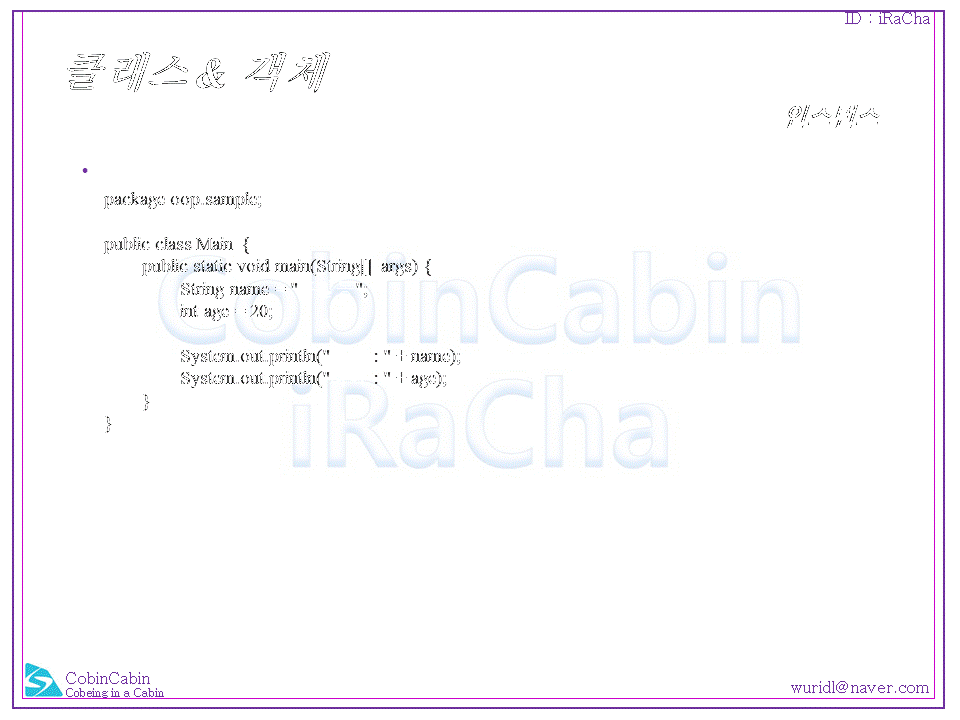 ID : iRaCha
클래스 & 객체
인스턴스
•
package oop.sample;
public class Main {
public static void main(String[] args) {
String name = " ";
int age = 20;
System.out.println(" : " + name);
System.out.println(" : " + age);
}
}
CobinCabin
iRaCha
CobinCabin
Cobeing in a Cabin
wuridl@naver.com